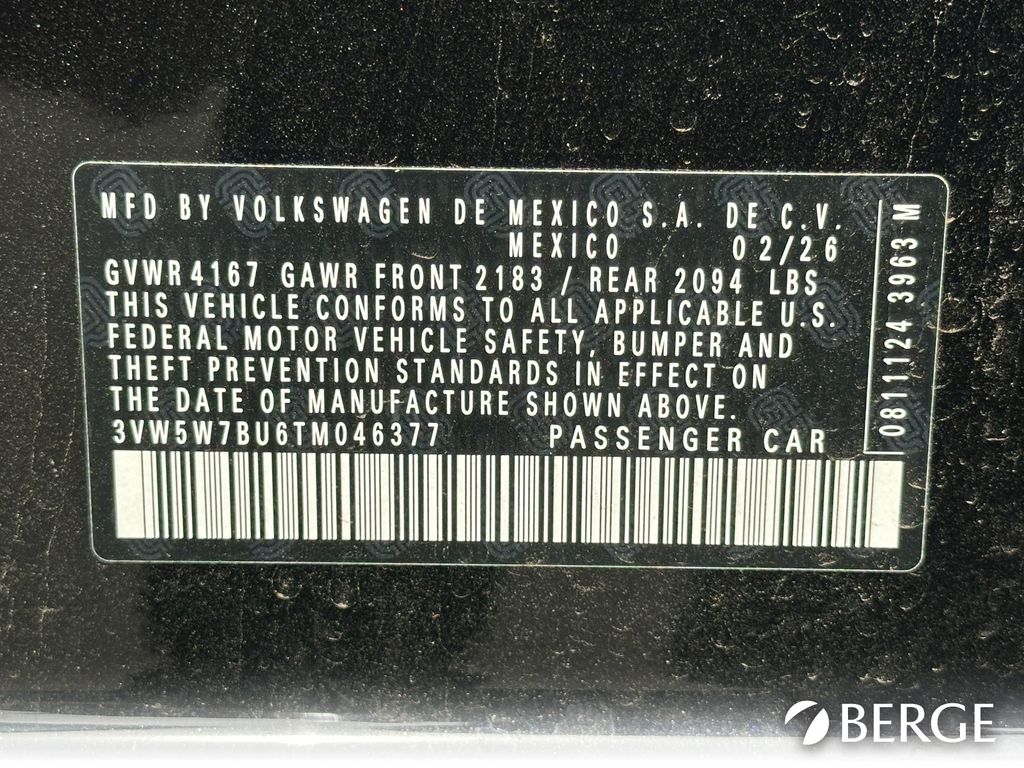 MFD BY VOLKSWAGEN DE MEXICO S.A. DE C.V.
MEXICO 02/26
GVWR 4167 GAWR FRONT 2183 / REAR 2094 LBS
THIS VEHICLE CONFORMS TO ALL APPLICABLE U.S.
FEDERAL MOTOR VEHICLE SAFETY, BUMPER AND
THEFT PREVENTION STANDARDS IN EFFECT ON
THE DATE OF MANUFACTURE SHOWN ABOVE.
3VW5W7BU6TM046377 PASSENGER CAR
0811124 3963 M
BERGE